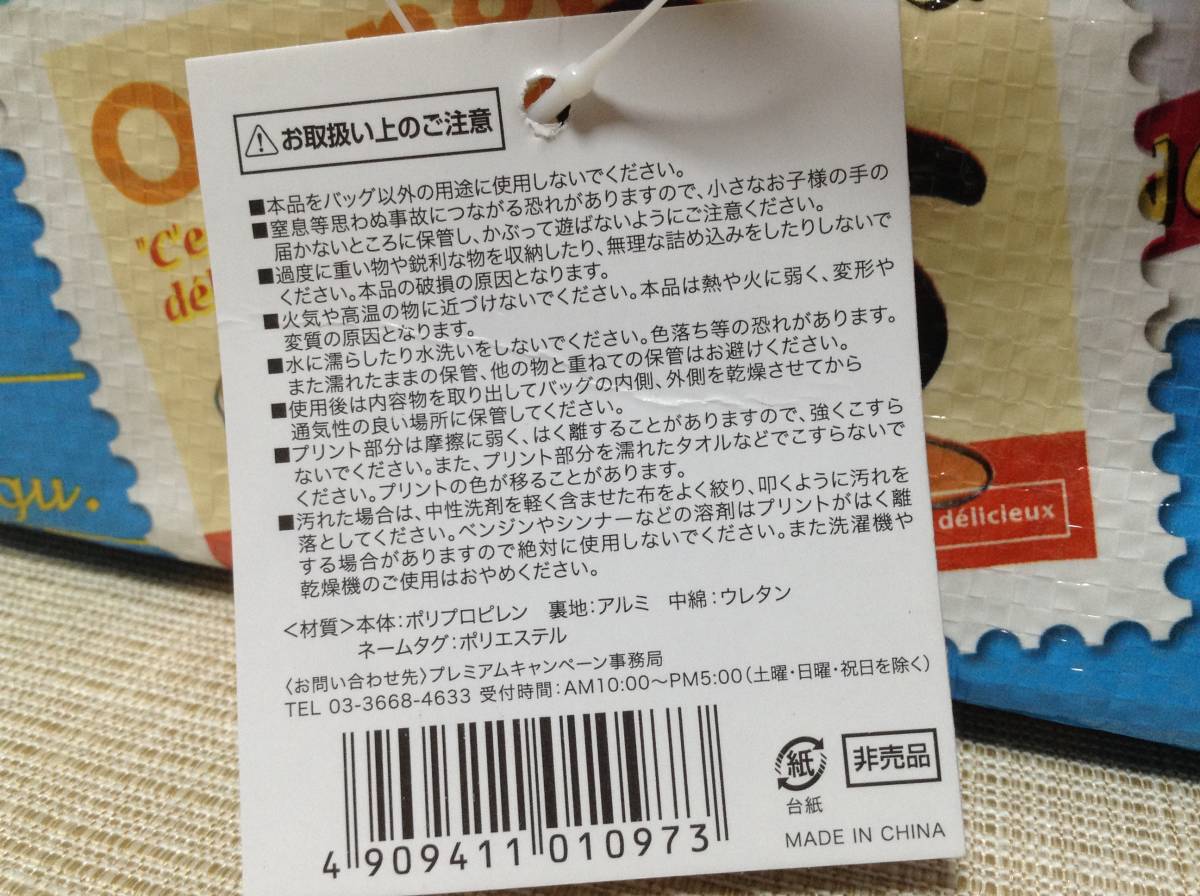 お取扱い上のご注意
■本品をバッグ以外の用途に使用しないでください。
■窒息等思わぬ事故につながる恐れがありますので、小さなお子様の手の
届かないところに保管し、かぶって遊ばないようにご注意ください。
■過度に重い物や鋭利な物を収納したり、無理な詰め込みをしたりしないで
ください。本品の破損の原因となります。
■火気や高温の物に近づけないでください。本品は熱や火に弱く、変形や
変質の原因となります。
■水に濡らしたり水洗いをしないでください。色落ち等の恐れがあります。
また濡れたままの保管、他の物と重ねての保管はお避けください。
■使用後は内容物を取り出してバッグの内側、外側を乾燥させてから
通気性の良い場所に保管してください。
■プリント部分は摩擦に弱く、はく離することがありますので、強くこすら
ないでください。また、プリント部分を濡れたタオルなどでこすらないで
ください。プリントの色が移ることがあります。
■汚れた場合は、中性洗剤を軽く含ませた布をよく絞り、叩くように汚れを
落としてください。ベンジンやシンナーなどの溶剤はプリントがはく離
する場合がありますので絶対に使用しないでください。また洗濯機や
乾燥機のご使用はおやめください。
<材質>本体:ポリプロピレン 裏地:アルミ 中綿:ウレタン
ネームタグ:ポリエステル
〈お問い合わせ先〉プレミアムキャンペーン事務局
TEL 03-3668-4633 受付時間:AM10:00〜PM5:00(土曜・日曜・祝日を除く)
4 909411 010973
紙
台紙
非売品
MADE IN CHINA
"C'e
dél
gu.
délicieux